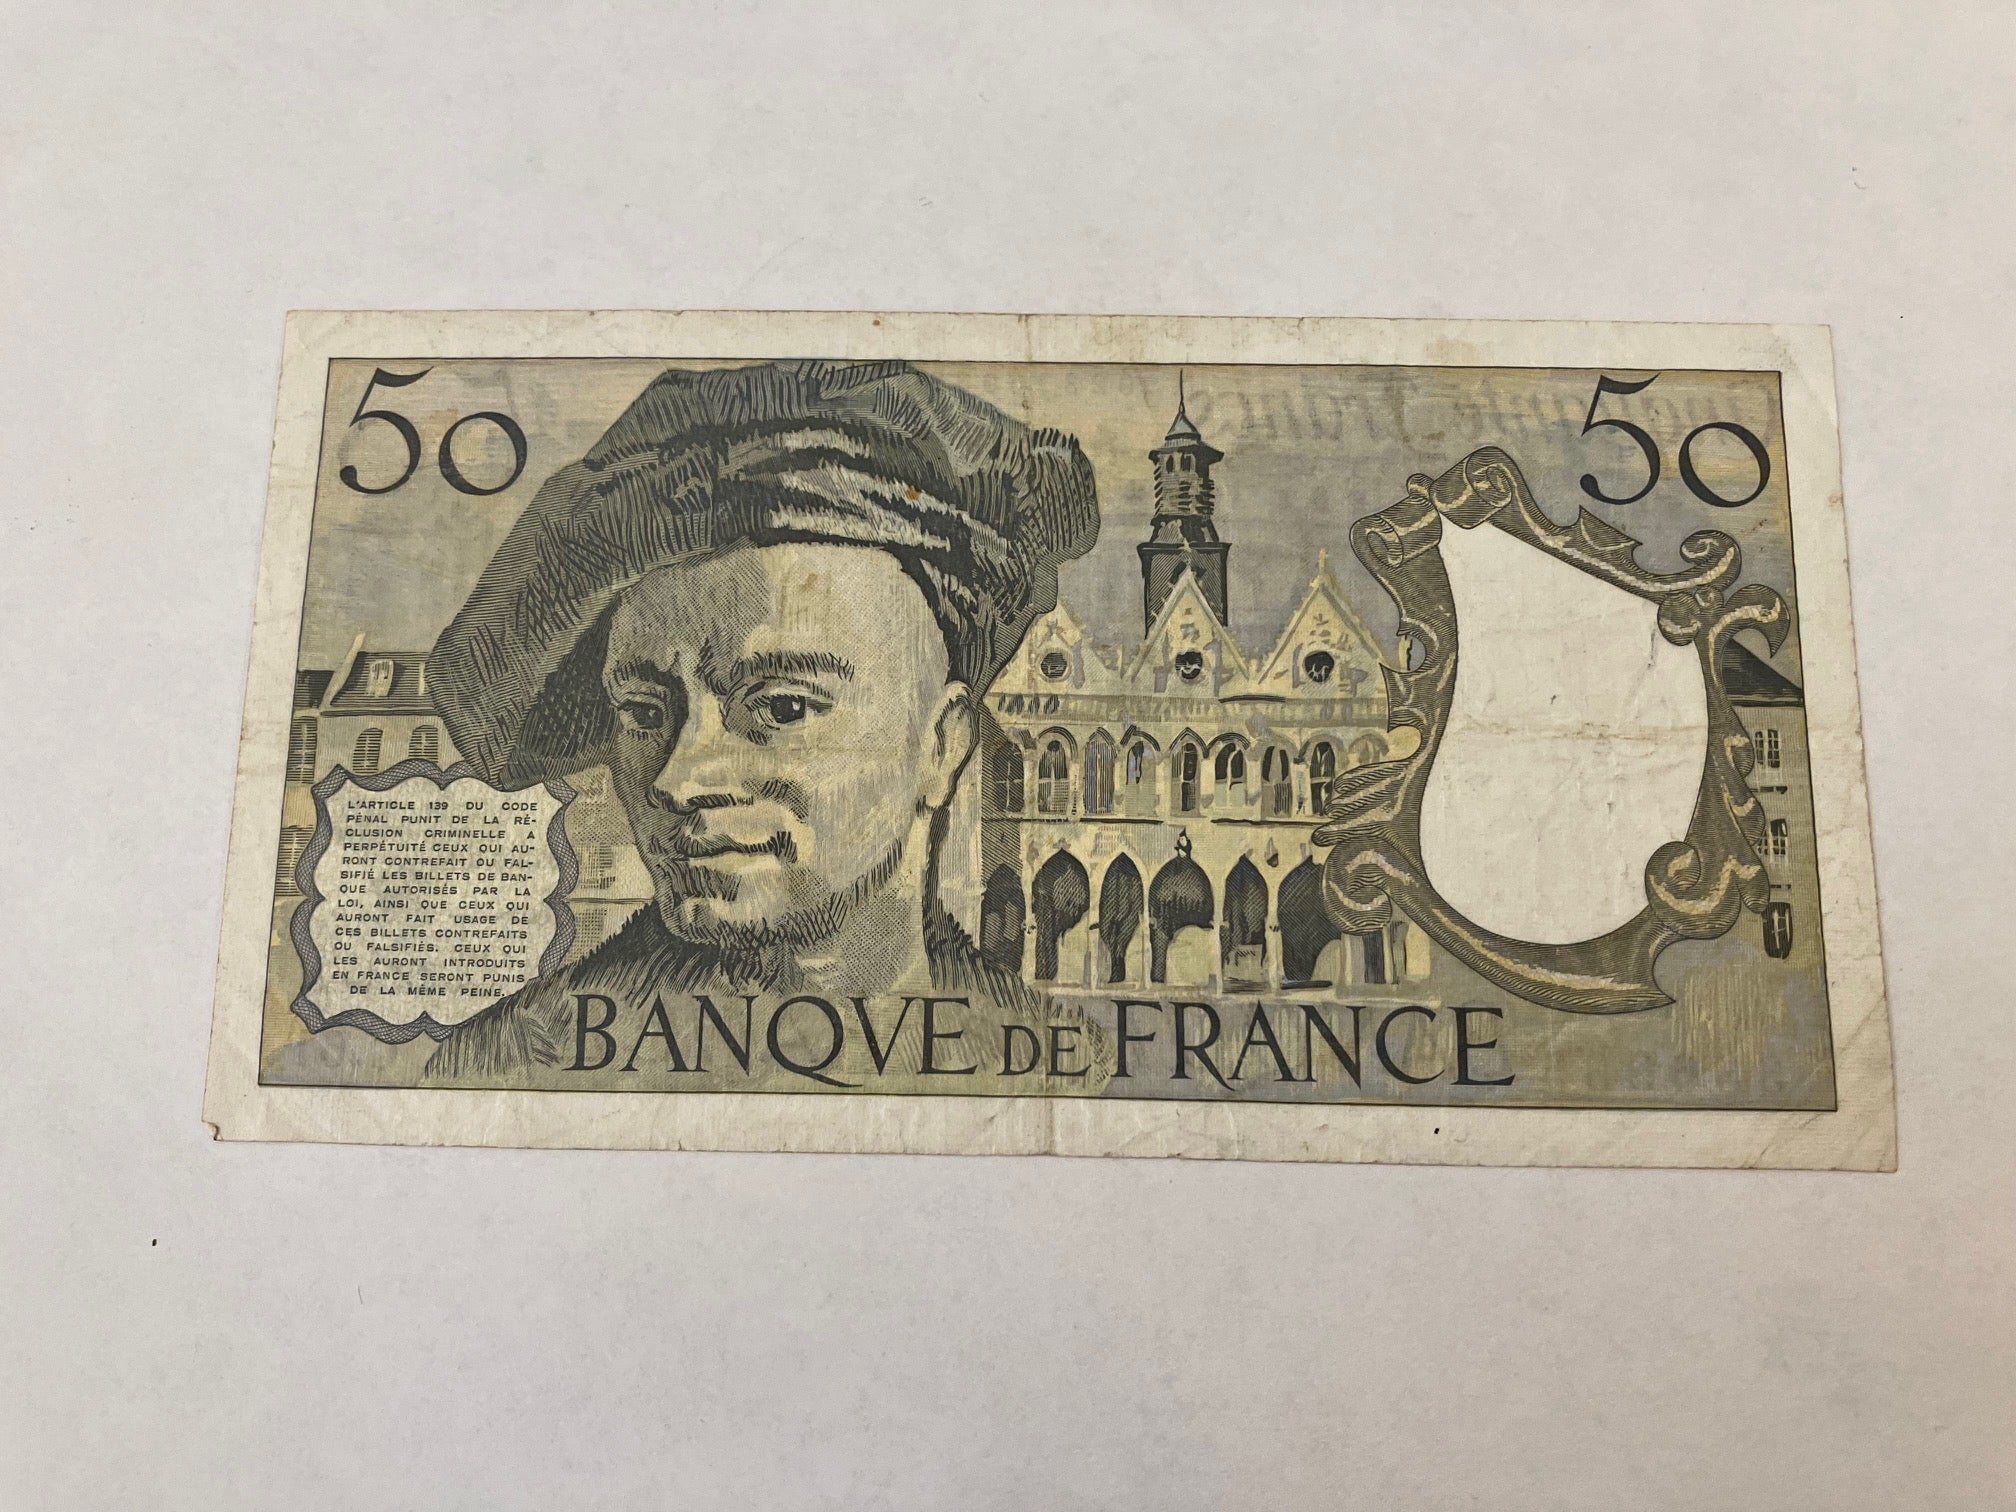 50
50
L'ARTICLE 139 DU CODE
PÉNAL PUNIT DE LA RÉ-
CLUSION CRIMINELLE A
PERPÉTUITÉ CEUX QUI AU-
RONT CONTREFAIT OU FAL-
SIFIÉ LES BILLETS DE BAN-
QUE AUTORISÉS PAR LA
LOI, AINSI QUE CEUX QUI
AURONT FAIT USAGE DE
CES BILLETS CONTREFAITS
OU FALSIFIÉS. CEUX QUI
LES AURONT INTRODUITS
EN FRANCE SERONT PUNIS
DE LA MÊME PEINE.
BANQVE DE FRANCE